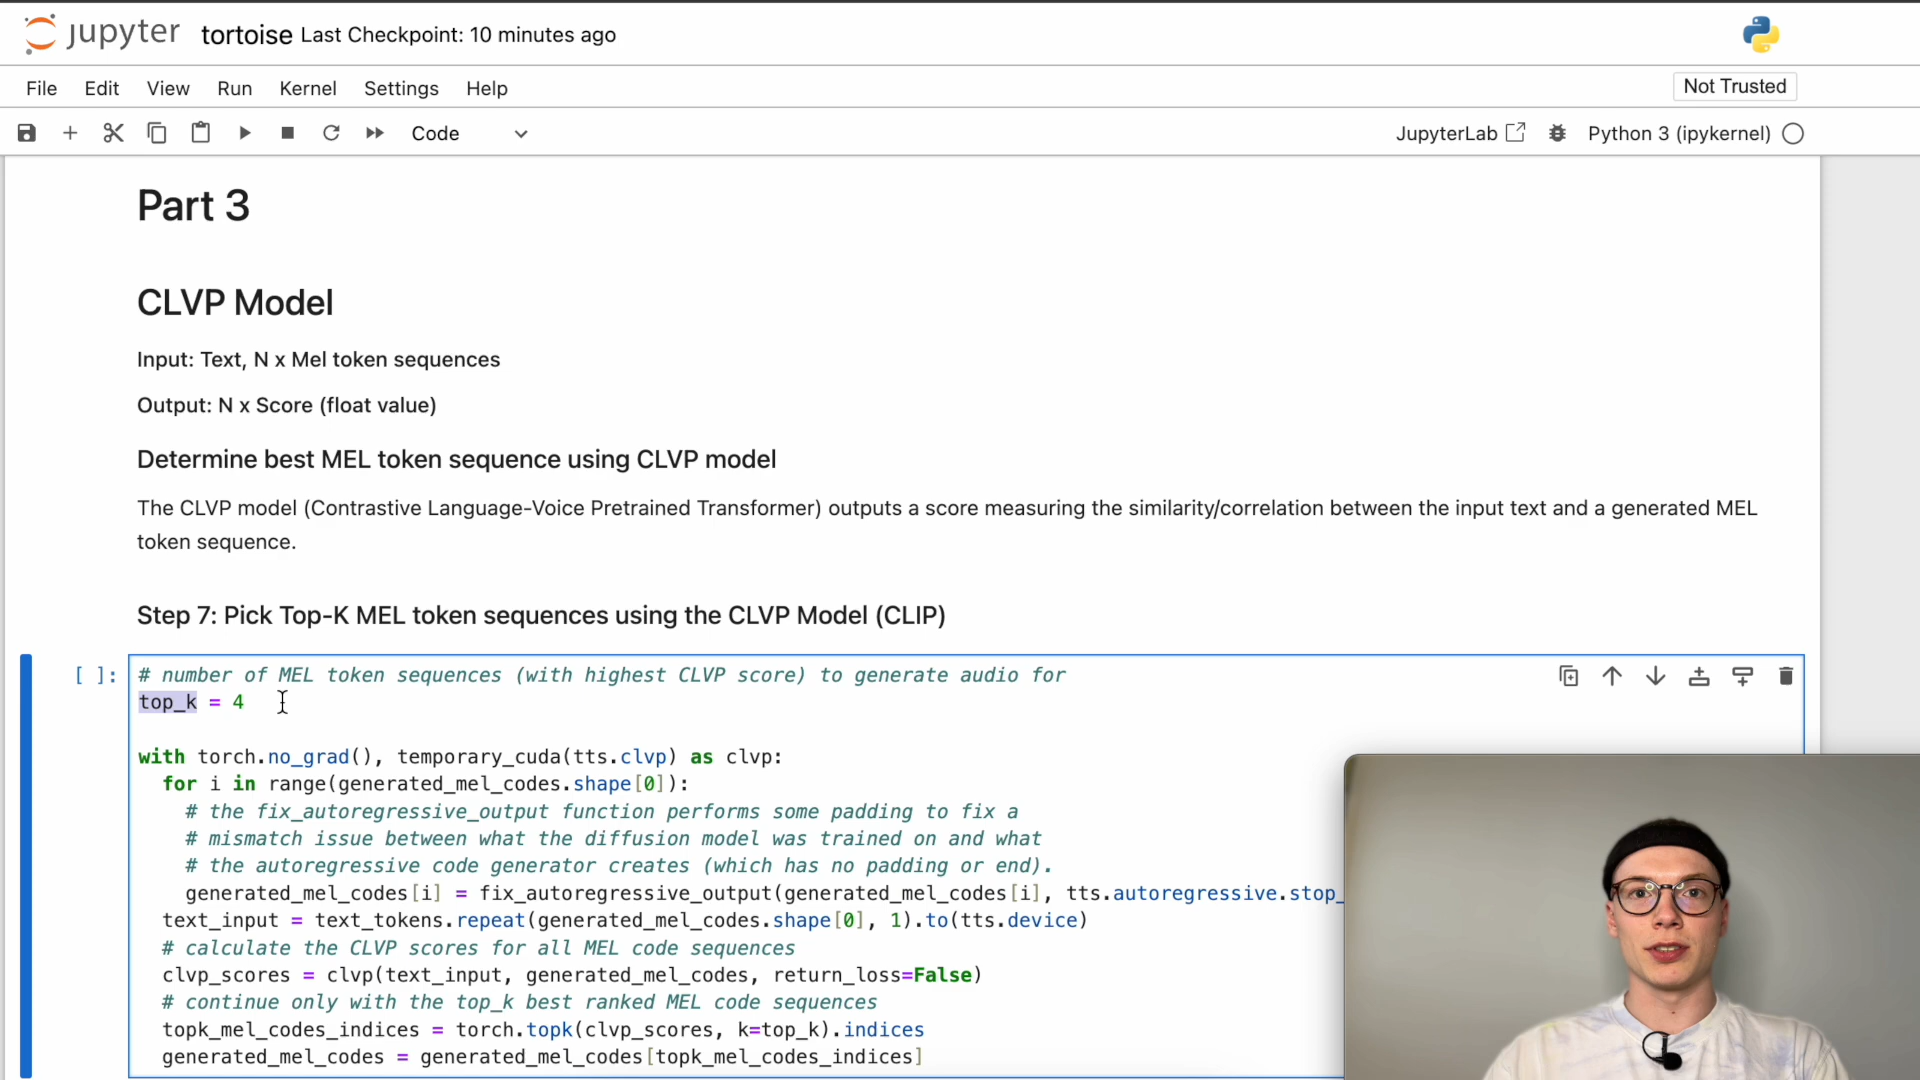 jupyter tortoise Last Checkpoint: 10 minutes ago
File Edit View Run Kernel Settings Help Not Trusted
Code JupyterLab Python 3 (ipykernel)
Part 3
CLVP Model
Input: Text, N x Mel token sequences
Output: N x Score (float value)
Determine best MEL token sequence using CLVP model
The CLVP model (Contrastive Language-Voice Pretrained Transformer) outputs a score measuring the similarity/correlation between the input text and a generated MEL
token sequence.
Step 7: Pick Top-K MEL token sequences using the CLVP Model (CLIP)
[ ]: # number of MEL token sequences (with highest CLVP score) to generate audio for
top_k = 4
with torch.no_grad(), temporary_cuda(tts.clvp) as clvp:
for i in range(generated_mel_codes.shape[0]):
# the fix_autoregressive_output function performs some padding to fix a
# mismatch issue between what the diffusion model was trained on and what
# the autoregressive code generator creates (which has no padding or end).
generated_mel_codes[i] = fix_autoregressive_output(generated_mel_codes[i], tts.autoregressive.stop_
text_input = text_tokens.repeat(generated_mel_codes.shape[0], 1).to(tts.device)
# calculate the CLVP scores for all MEL code sequences
clvp_scores = clvp(text_input, generated_mel_codes, return_loss=False)
# continue only with the top_k best ranked MEL code sequences
topk_mel_codes_indices = torch.topk(clvp_scores, k=top_k).indices
generated_mel_codes = generated_mel_codes[topk_mel_codes_indices]